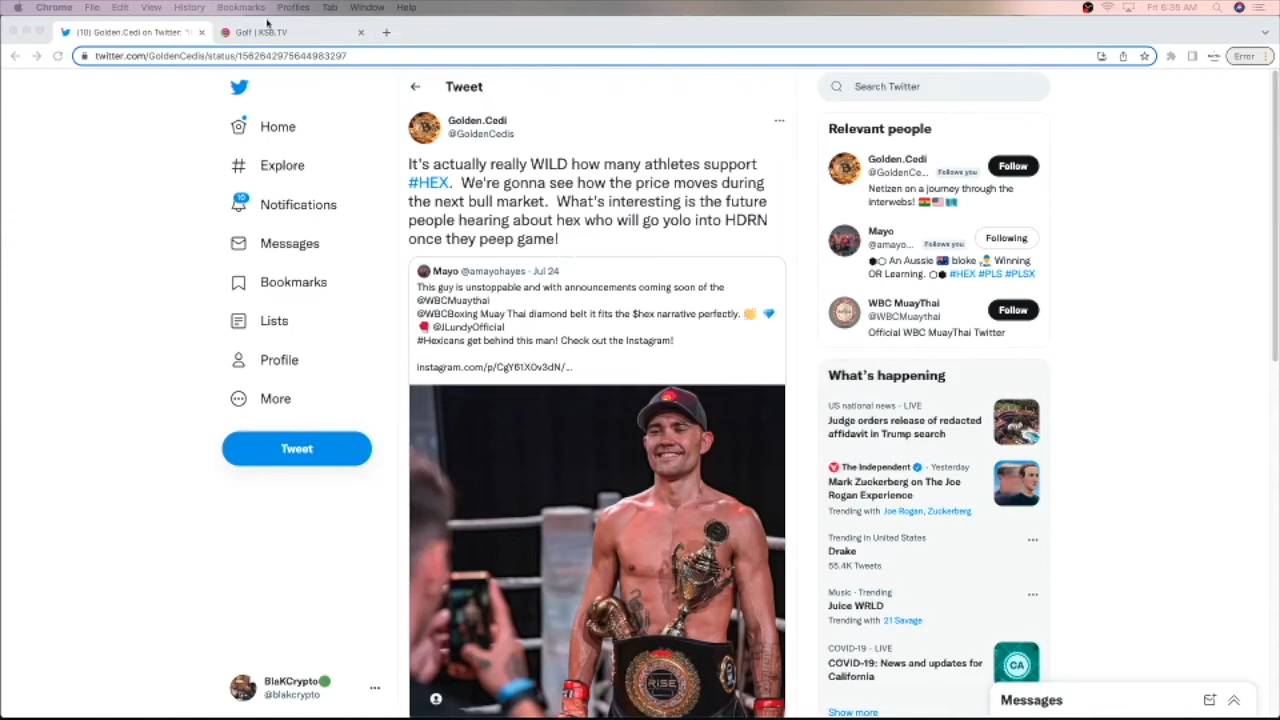 Chrome File Edit View History Bookmarks Profiles Tab Window Help
Fri 6:35 AM
(10) Golden.Cedi on Twitter: "I
Golf | KSB.TV
twitter.com/GoldenCedis/status/1562642975644983297
Error
Tweet
Search Twitter
Home
Explore
10
Notifications
Messages
Bookmarks
Lists
Profile
More
Tweet
BlaKCrypto
@blakcrypto
Golden.Cedi
@GoldenCedis
It's actually really WILD how many athletes support
#HEX. We're gonna see how the price moves during
the next bull market. What's interesting is the future
people hearing about hex who will go yolo into HDRN
once they peep game!
Mayo @amayohayes · Jul 24
This guy is unstoppable and with announcements coming soon of the
@WBCMuaythai
@WBCBoxing Muay Thai diamond belt it fits the $hex narrative perfectly. 👏 💎
🥊 @JLundyOfficial
#Hexicans get behind this man! Check out the Instagram!
instagram.com/p/CgY61X0v3dN/...
RISE
Relevant people
Golden.Cedi
@GoldenCe... Follows you
Follow
Netizen on a journey through the
interwebs!
Mayo
@amayo... Follows you
Following
An Aussie 🇦🇺 bloke Winning
OR Learning. #HEX #PLS #PLSX
WBC MuayThai
@WBCMuaythai
Follow
Official WBC MuayThai Twitter
What's happening
US national news · LIVE
Judge orders release of redacted
affidavit in Trump search
The Independent · Yesterday
Mark Zuckerberg on The Joe
Rogan Experience
Trending with Joe Rogan, Zuckerberg
Trending in United States
Drake
55.4K Tweets
Music · Trending
Juice WRLD
Trending with 21 Savage
COVID-19 · LIVE
COVID-19: News and updates for
California
CA
Show more
Messages